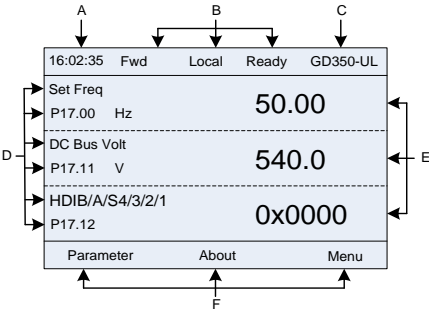 A B C
16:02:35 Fwd Local Ready GD350-UL
Set Freq
P17.00 Hz 50.00
DC Bus Volt
P17.11 V 540.0
HDIB/A/S4/3/2/1
P17.12 0x0000
D E
Parameter About Menu
F